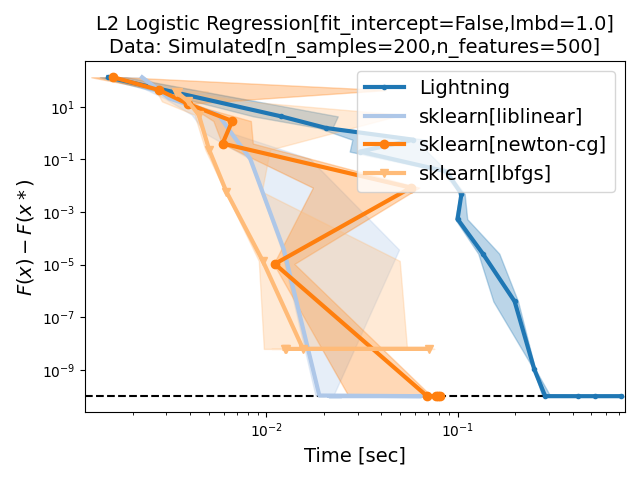 L2 Logistic Regression[fit_intercept=False,lmbd=1.0]
Data: Simulated[n_samples=200,n_features=500]
Lightning
sklearn[liblinear]
sklearn[newton-cg]
sklearn[lbfgs]
F(x) − F(x*)
10¹
10⁻¹
10⁻³
10⁻⁵
10⁻⁷
10⁻⁹
10⁻²
10⁻¹
Time [sec]